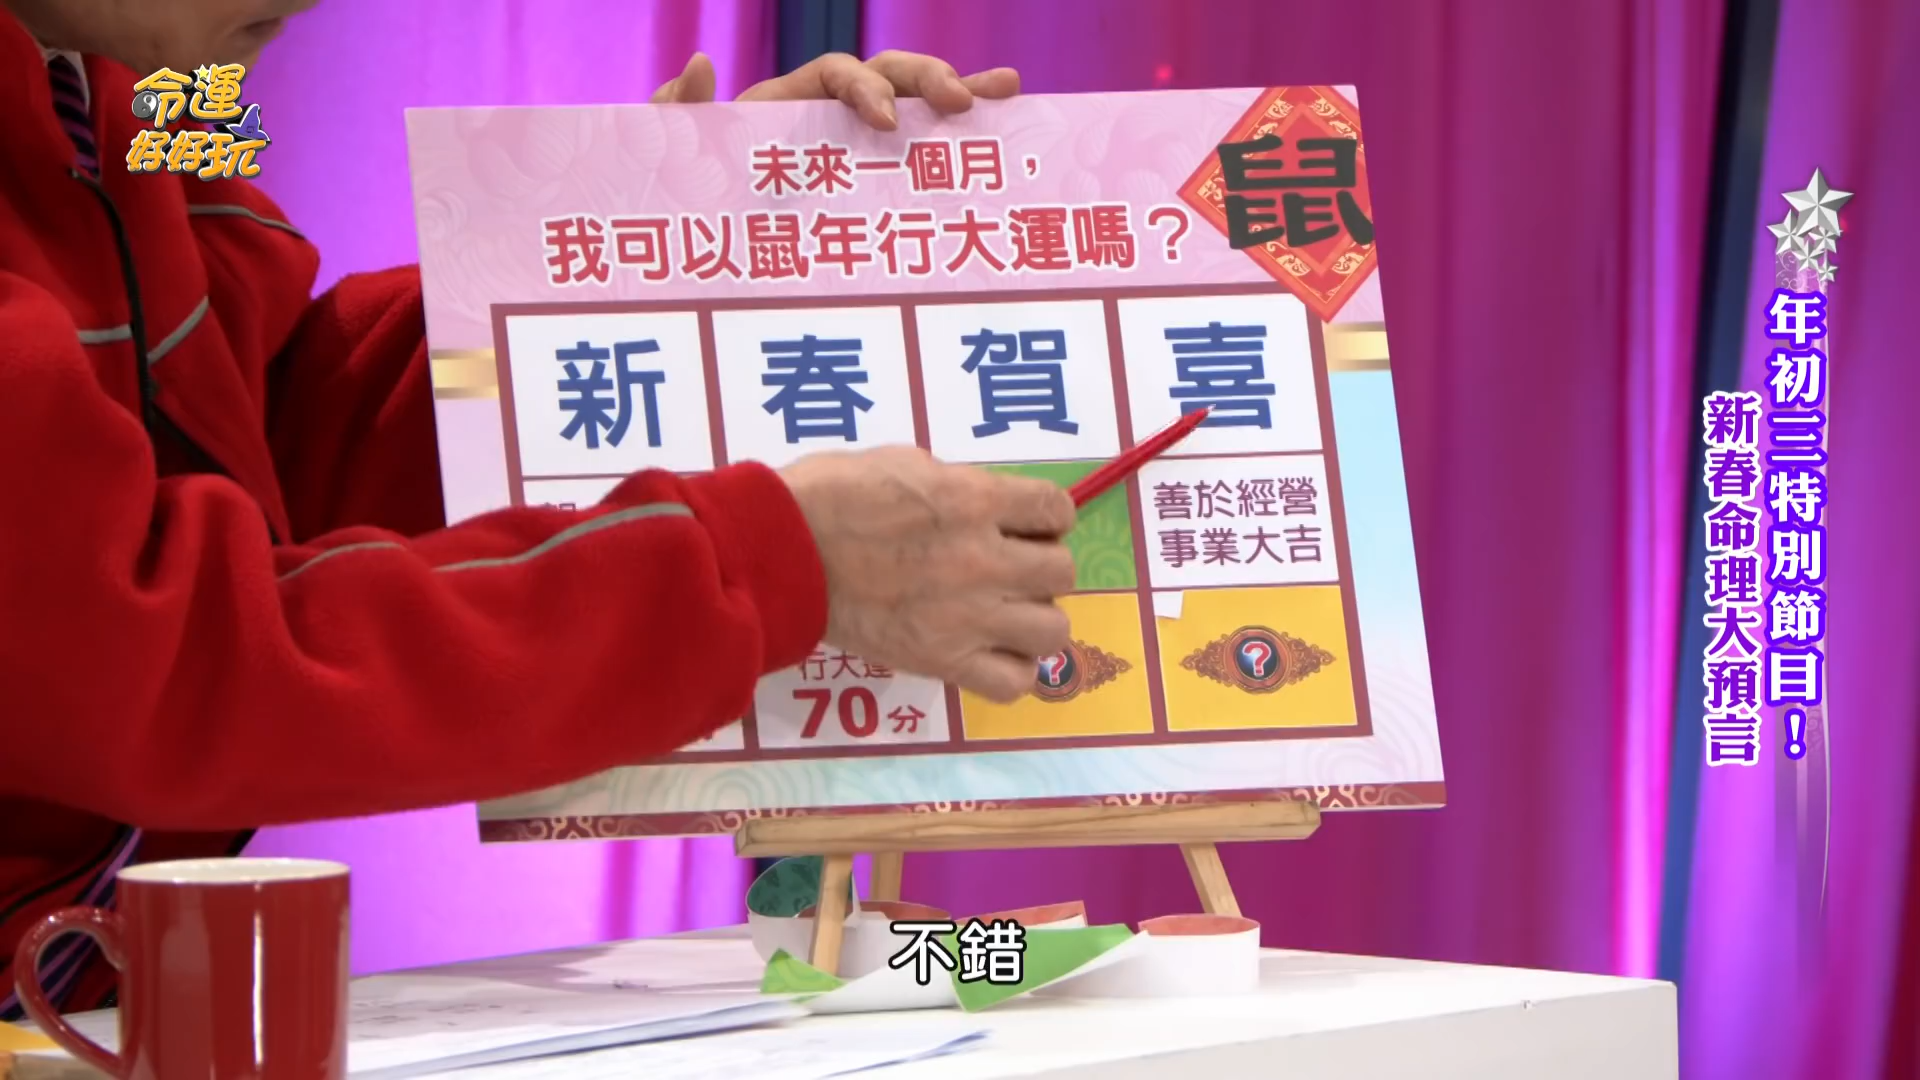 命運
好好玩
未來一個月，
我可以鼠年行大運嗎？
鼠
新
春
賀
喜
善於經營
事業大吉
行大運
70分
?
?
年初三特別節目！
新春命理大預言
不錯